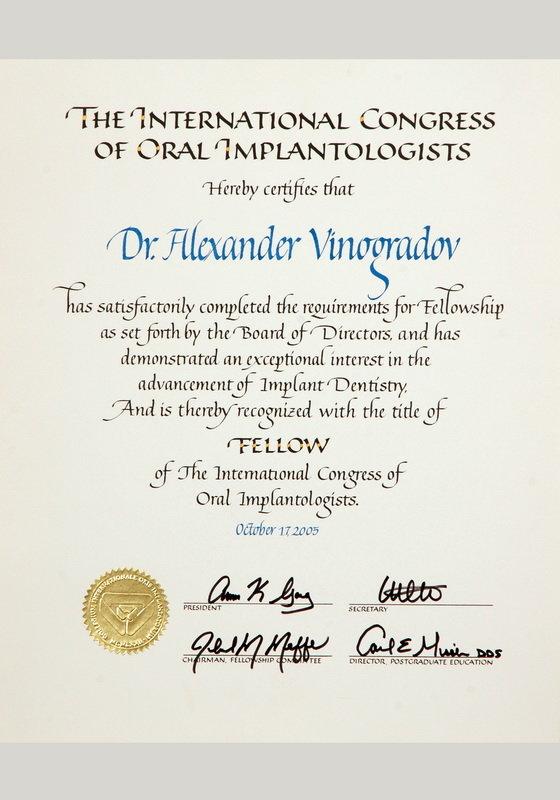 The International Congress
of Oral Implantologists
Hereby certifies that
Dr. Alexander Vinogradov
has satisfactorily completed the requirements for Fellowship
as set forth by the Board of Directors, and has
demonstrated an exceptional interest in the
advancement of Implant Dentistry,
And is thereby recognized with the title of
FELLOW
of The International Congress of
Oral Implantologists.
October 17, 2005
PRESIDENT
SECRETARY
CHAIRMAN, FELLOWSHIP COMMITTEE
DIRECTOR, POSTGRADUATE EDUCATION
DDS